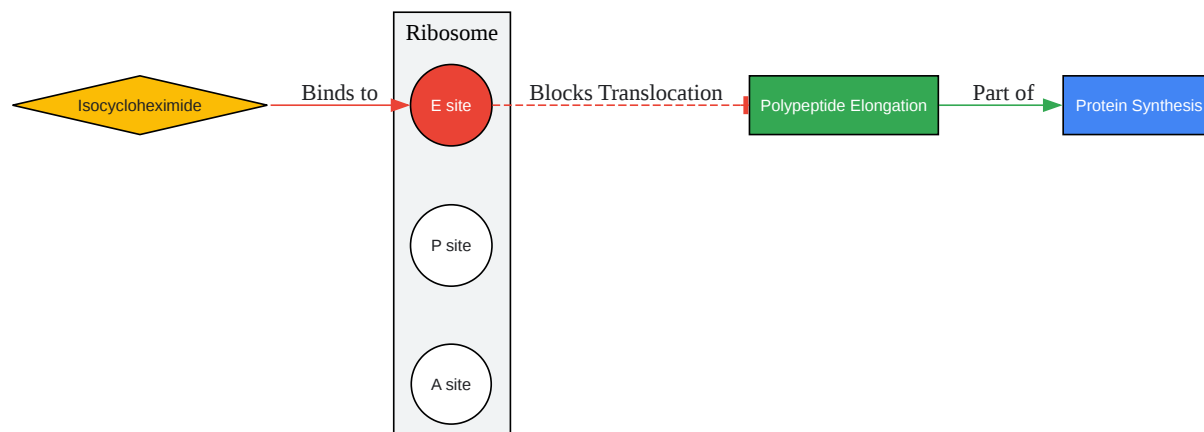 Ribosome
Isocycloheximide
Binds to
E site
Blocks Translocation
Polypeptide Elongation
Part of
Protein Synthesis
P site
A site